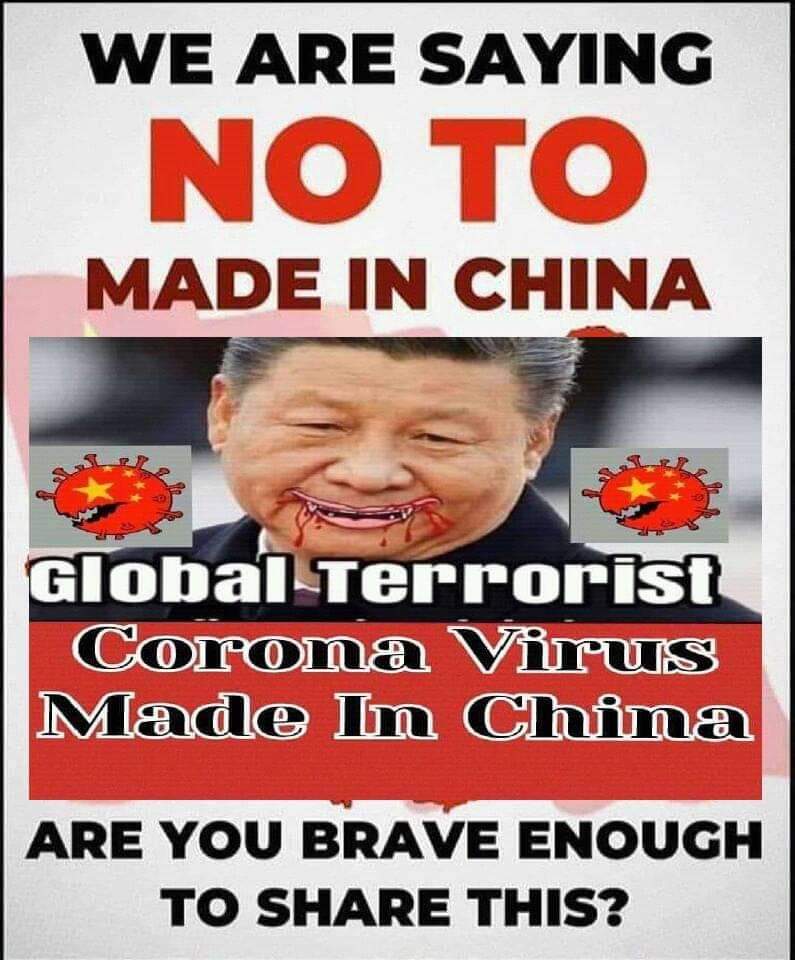 WE ARE SAYING
NO TO
MADE IN CHINA
Global Terrorist
Corona Virus
Made In China
ARE YOU BRAVE ENOUGH
TO SHARE THIS?